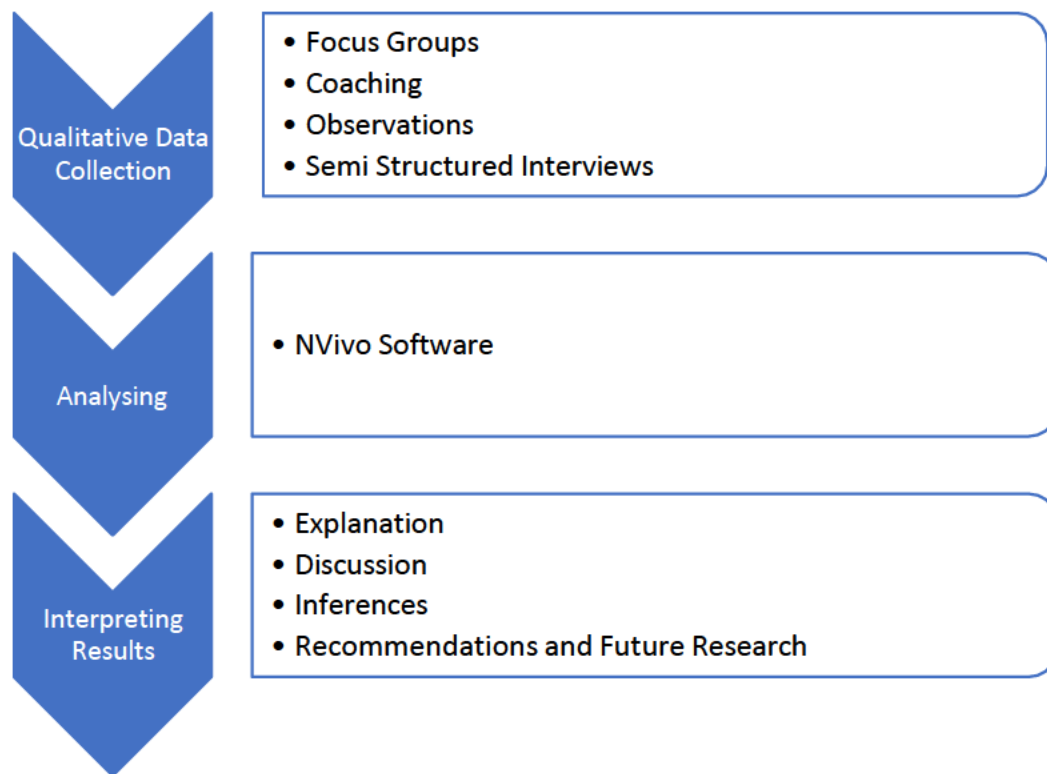 Qualitative Data
Collection
• Focus Groups
• Coaching
• Observations
• Semi Structured Interviews
Analysing
• NVivo Software
Interpreting
Results
• Explanation
• Discussion
• Inferences
• Recommendations and Future Research